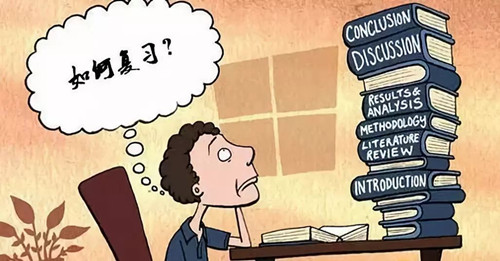 如何复习?
CONCLUSION
DISCUSSION
RESULTS &
ANALYSIS
METHODOLOGY
LITERATURE
REVIEW
INTRODUCTION